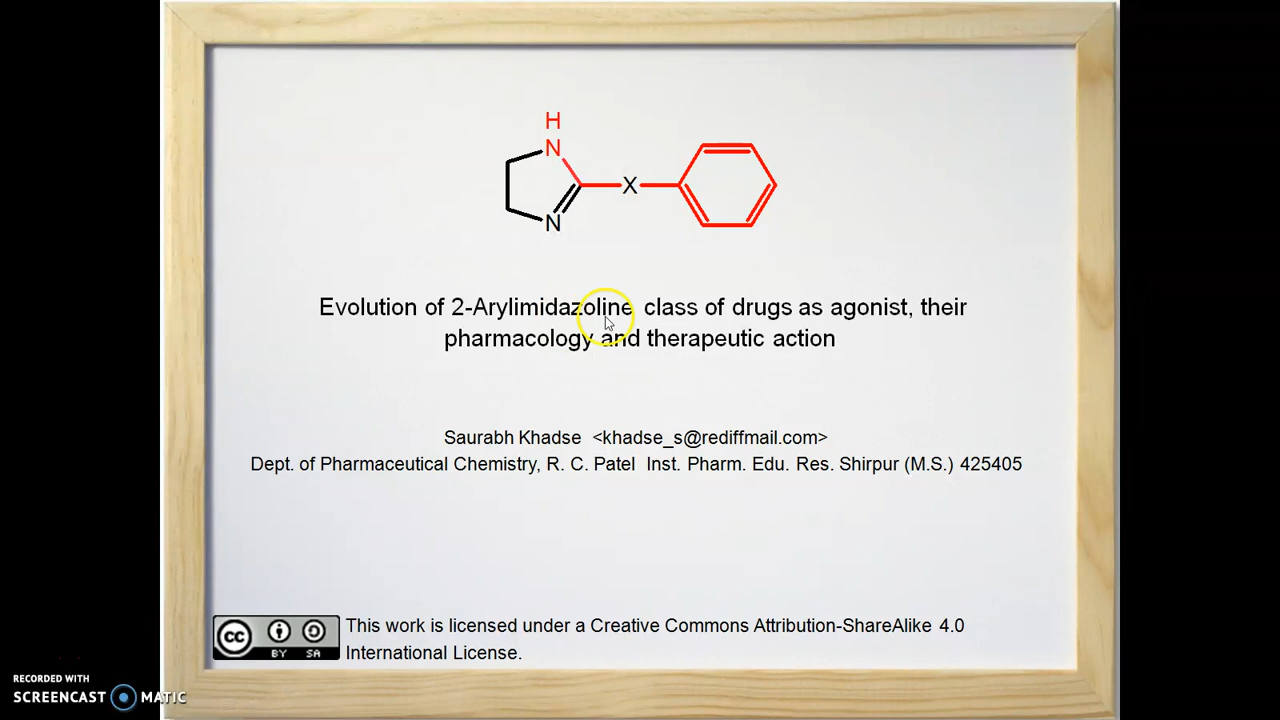 H
N
X
N
Evolution of 2-Arylimidazoline class of drugs as agonist, their
pharmacology and therapeutic action
Saurabh Khadse <khadse_s@rediffmail.com>
Dept. of Pharmaceutical Chemistry, R. C. Patel Inst. Pharm. Edu. Res. Shirpur (M.S.) 425405
cc BY SA
This work is licensed under a Creative Commons Attribution-ShareAlike 4.0
International License.
RECORDED WITH
SCREENCAST MATIC